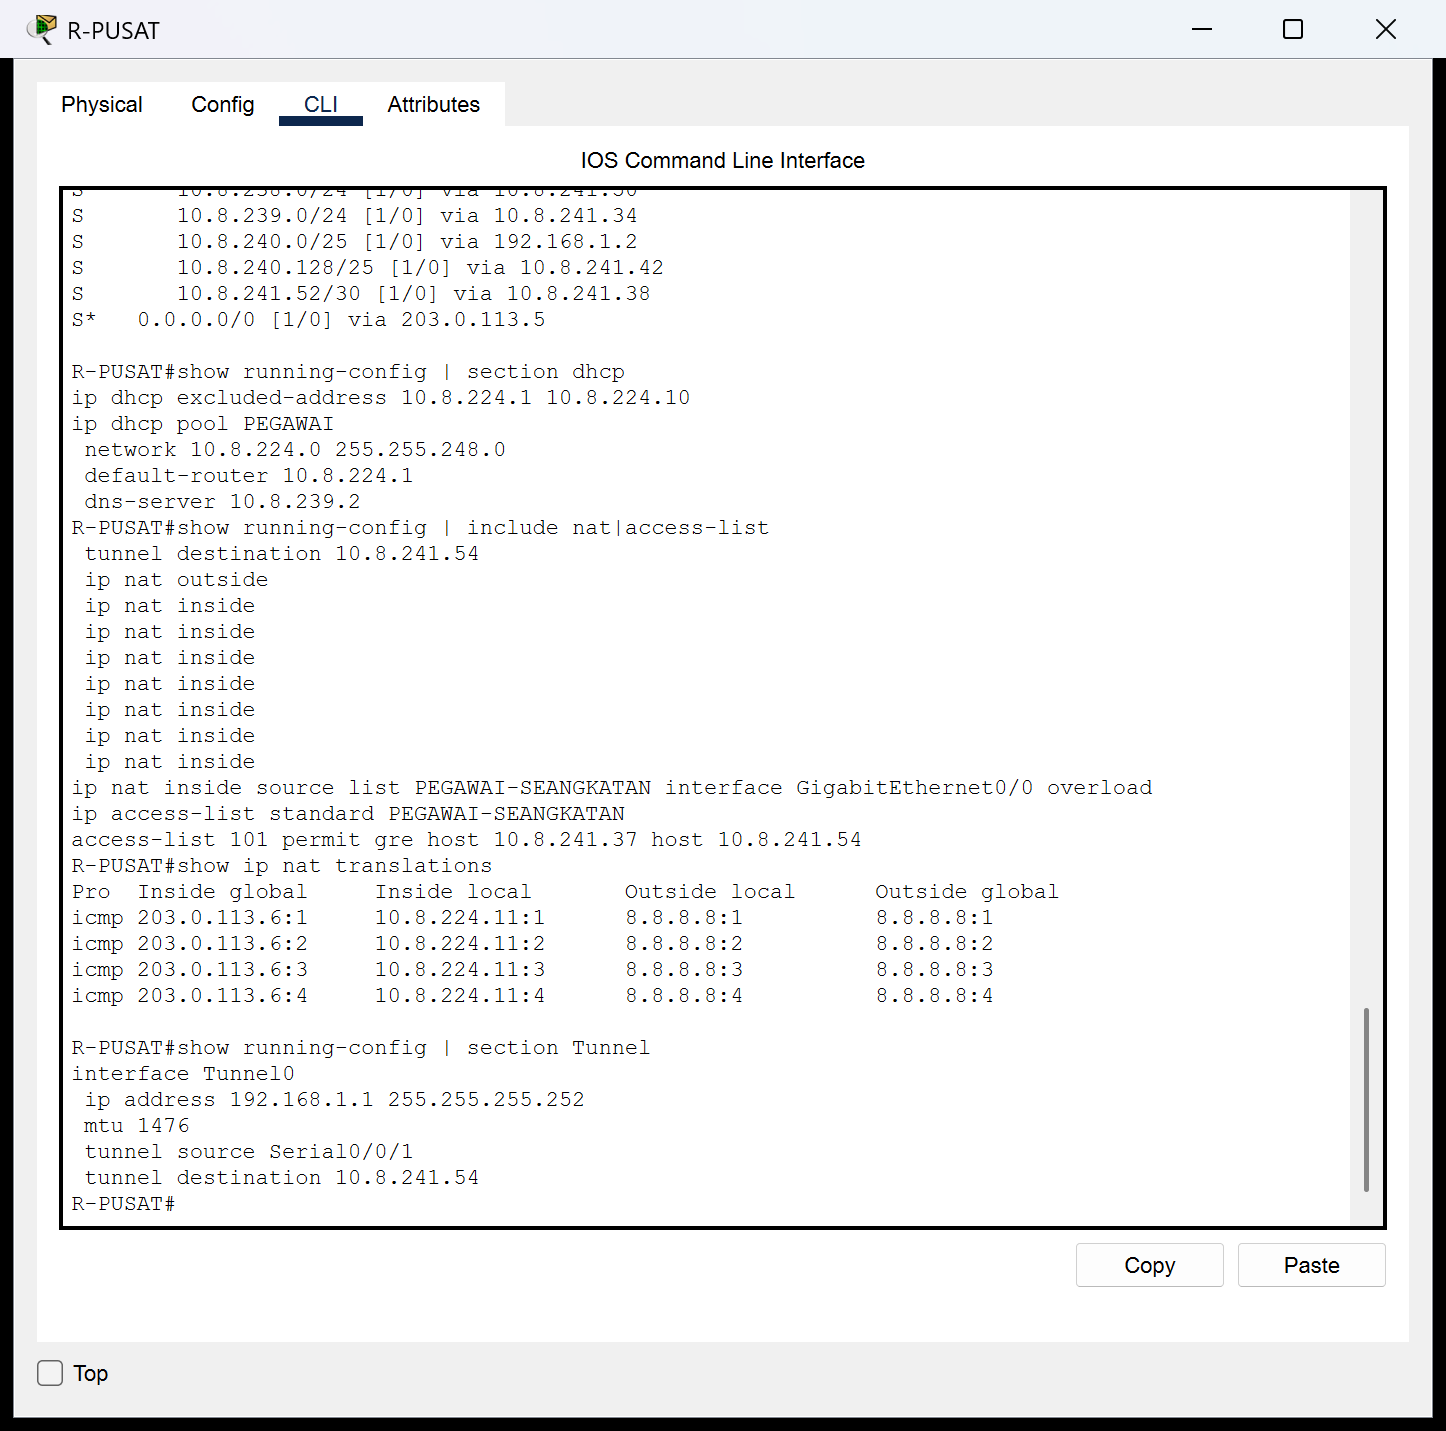 R-PUSAT
Physical Config CLI Attributes
IOS Command Line Interface
S 10.8.238.0/24 [1/0] via 10.8.241.50
S 10.8.239.0/24 [1/0] via 10.8.241.34
S 10.8.240.0/25 [1/0] via 192.168.1.2
S 10.8.240.128/25 [1/0] via 10.8.241.42
S 10.8.241.52/30 [1/0] via 10.8.241.38
S* 0.0.0.0/0 [1/0] via 203.0.113.5
R-PUSAT#show running-config | section dhcp
ip dhcp excluded-address 10.8.224.1 10.8.224.10
ip dhcp pool PEGAWAI
network 10.8.224.0 255.255.248.0
default-router 10.8.224.1
dns-server 10.8.239.2
R-PUSAT#show running-config | include nat|access-list
tunnel destination 10.8.241.54
ip nat outside
ip nat inside
ip nat inside
ip nat inside
ip nat inside
ip nat inside
ip nat inside
ip nat inside
ip nat inside source list PEGAWAI-SEANGKATAN interface GigabitEthernet0/0 overload
ip access-list standard PEGAWAI-SEANGKATAN
access-list 101 permit gre host 10.8.241.37 host 10.8.241.54
R-PUSAT#show ip nat translations
Pro Inside global Inside local Outside local Outside global
icmp 203.0.113.6:1 10.8.224.11:1 8.8.8.8:1 8.8.8.8:1
icmp 203.0.113.6:2 10.8.224.11:2 8.8.8.8:2 8.8.8.8:2
icmp 203.0.113.6:3 10.8.224.11:3 8.8.8.8:3 8.8.8.8:3
icmp 203.0.113.6:4 10.8.224.11:4 8.8.8.8:4 8.8.8.8:4
R-PUSAT#show running-config | section Tunnel
interface Tunnel0
ip address 192.168.1.1 255.255.255.252
mtu 1476
tunnel source Serial0/0/1
tunnel destination 10.8.241.54
R-PUSAT#
Copy Paste
Top